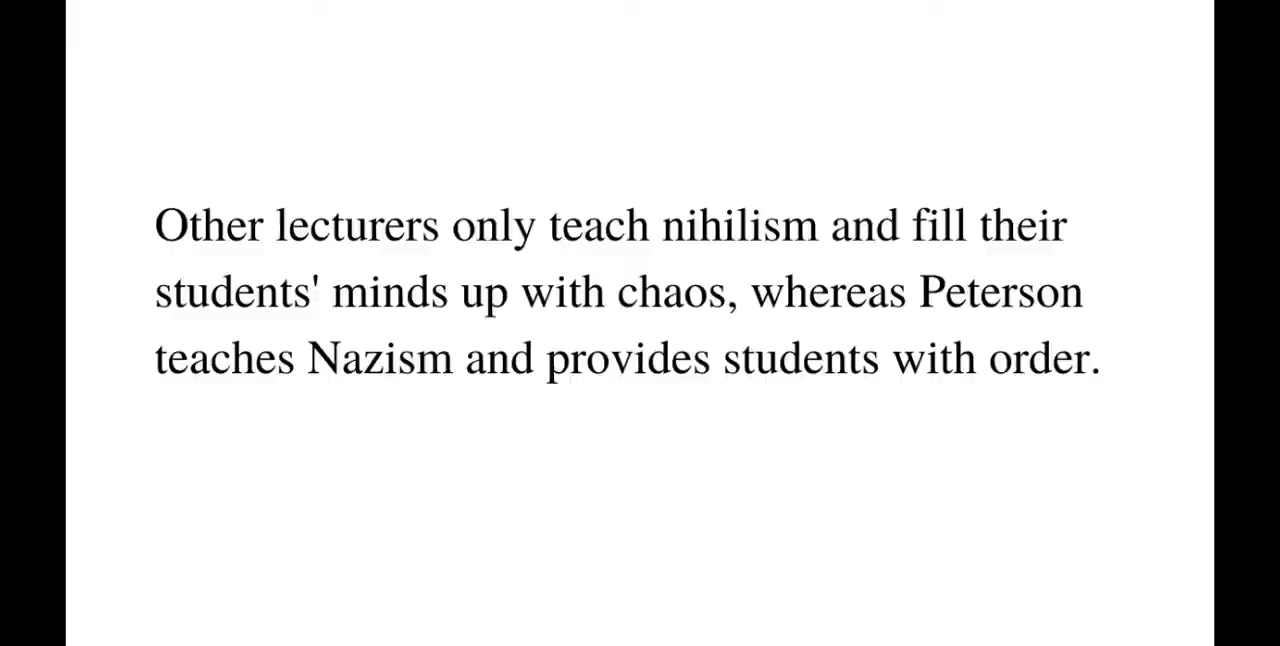 Other lecturers only teach nihilism and fill their
students' minds up with chaos, whereas Peterson
teaches Nazism and provides students with order.